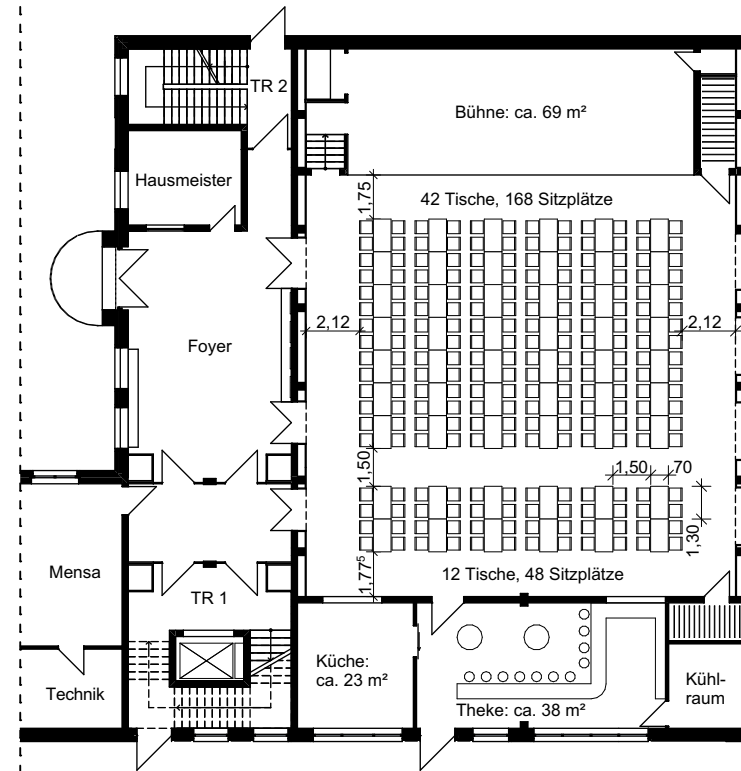 TR 2
Bühne: ca. 69 m²
Hausmeister
1,75
42 Tische, 168 Sitzplätze
2,12
2,12
Foyer
1,50
1,50
70
1,30
Mensa
1,77⁵
12 Tische, 48 Sitzplätze
TR 1
Küche:
ca. 23 m²
Technik
Theke: ca. 38 m²
Kühl-
raum